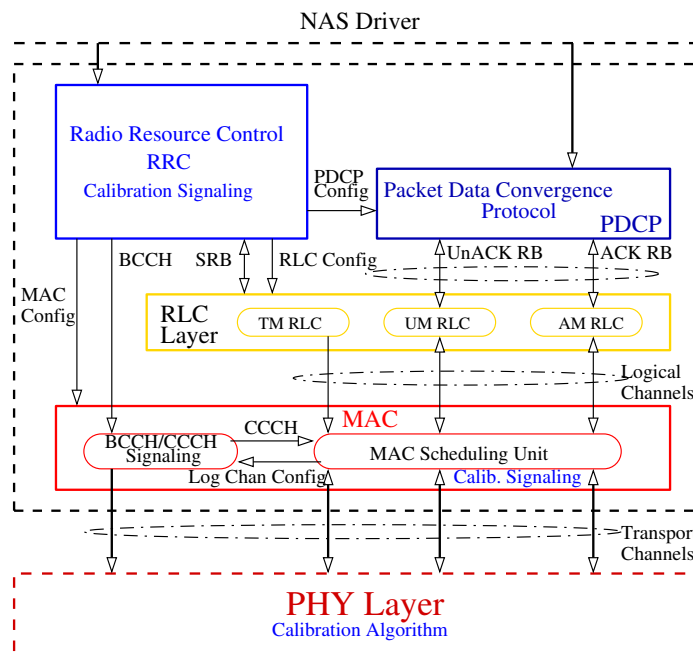 NAS Driver
Radio Resource Control
RRC
Calibration Signaling
PDCP
Config
Packet Data Convergence
Protocol
PDCP
BCCH
SRB
RLC Config
UnACK RB
ACK RB
MAC
Config
RLC
Layer
TM RLC
UM RLC
AM RLC
Logical
Channels
MAC
BCCH/CCCH
Signaling
CCCH
MAC Scheduling Unit
Log Chan Config
Calib. Signaling
Transport
Channels
PHY Layer
Calibration Algorithm